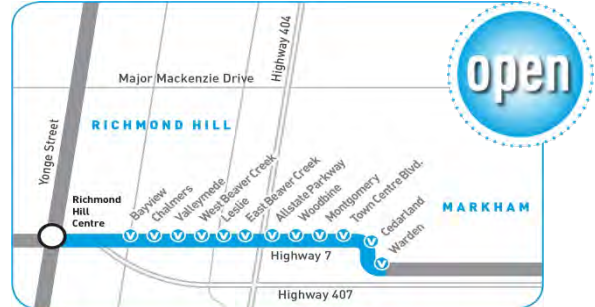 open
Highway 404
Major Mackenzie Drive
Yonge Street
RICHMOND HILL
Richmond
Hill
Centre
Bayview
Chalmers
Valleymede
West Beaver Creek
Leslie
East Beaver Creek
Allstate Parkway
Woodbine
Montgomery
Town Centre Blvd.
Cedarland
Warden
MARKHAM
Highway 7
Highway 407